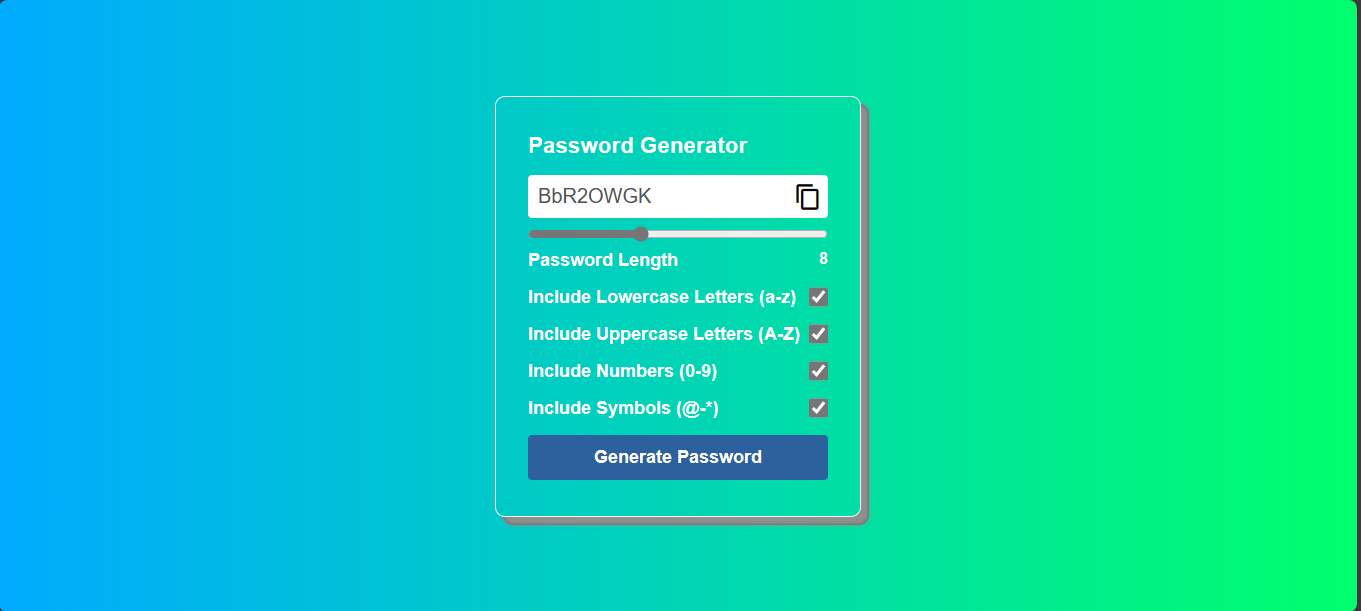 Password Generator
BbR2OWGK
Password Length 8
Include Lowercase Letters (a-z)
Include Uppercase Letters (A-Z)
Include Numbers (0-9)
Include Symbols (@-*)
Generate Password